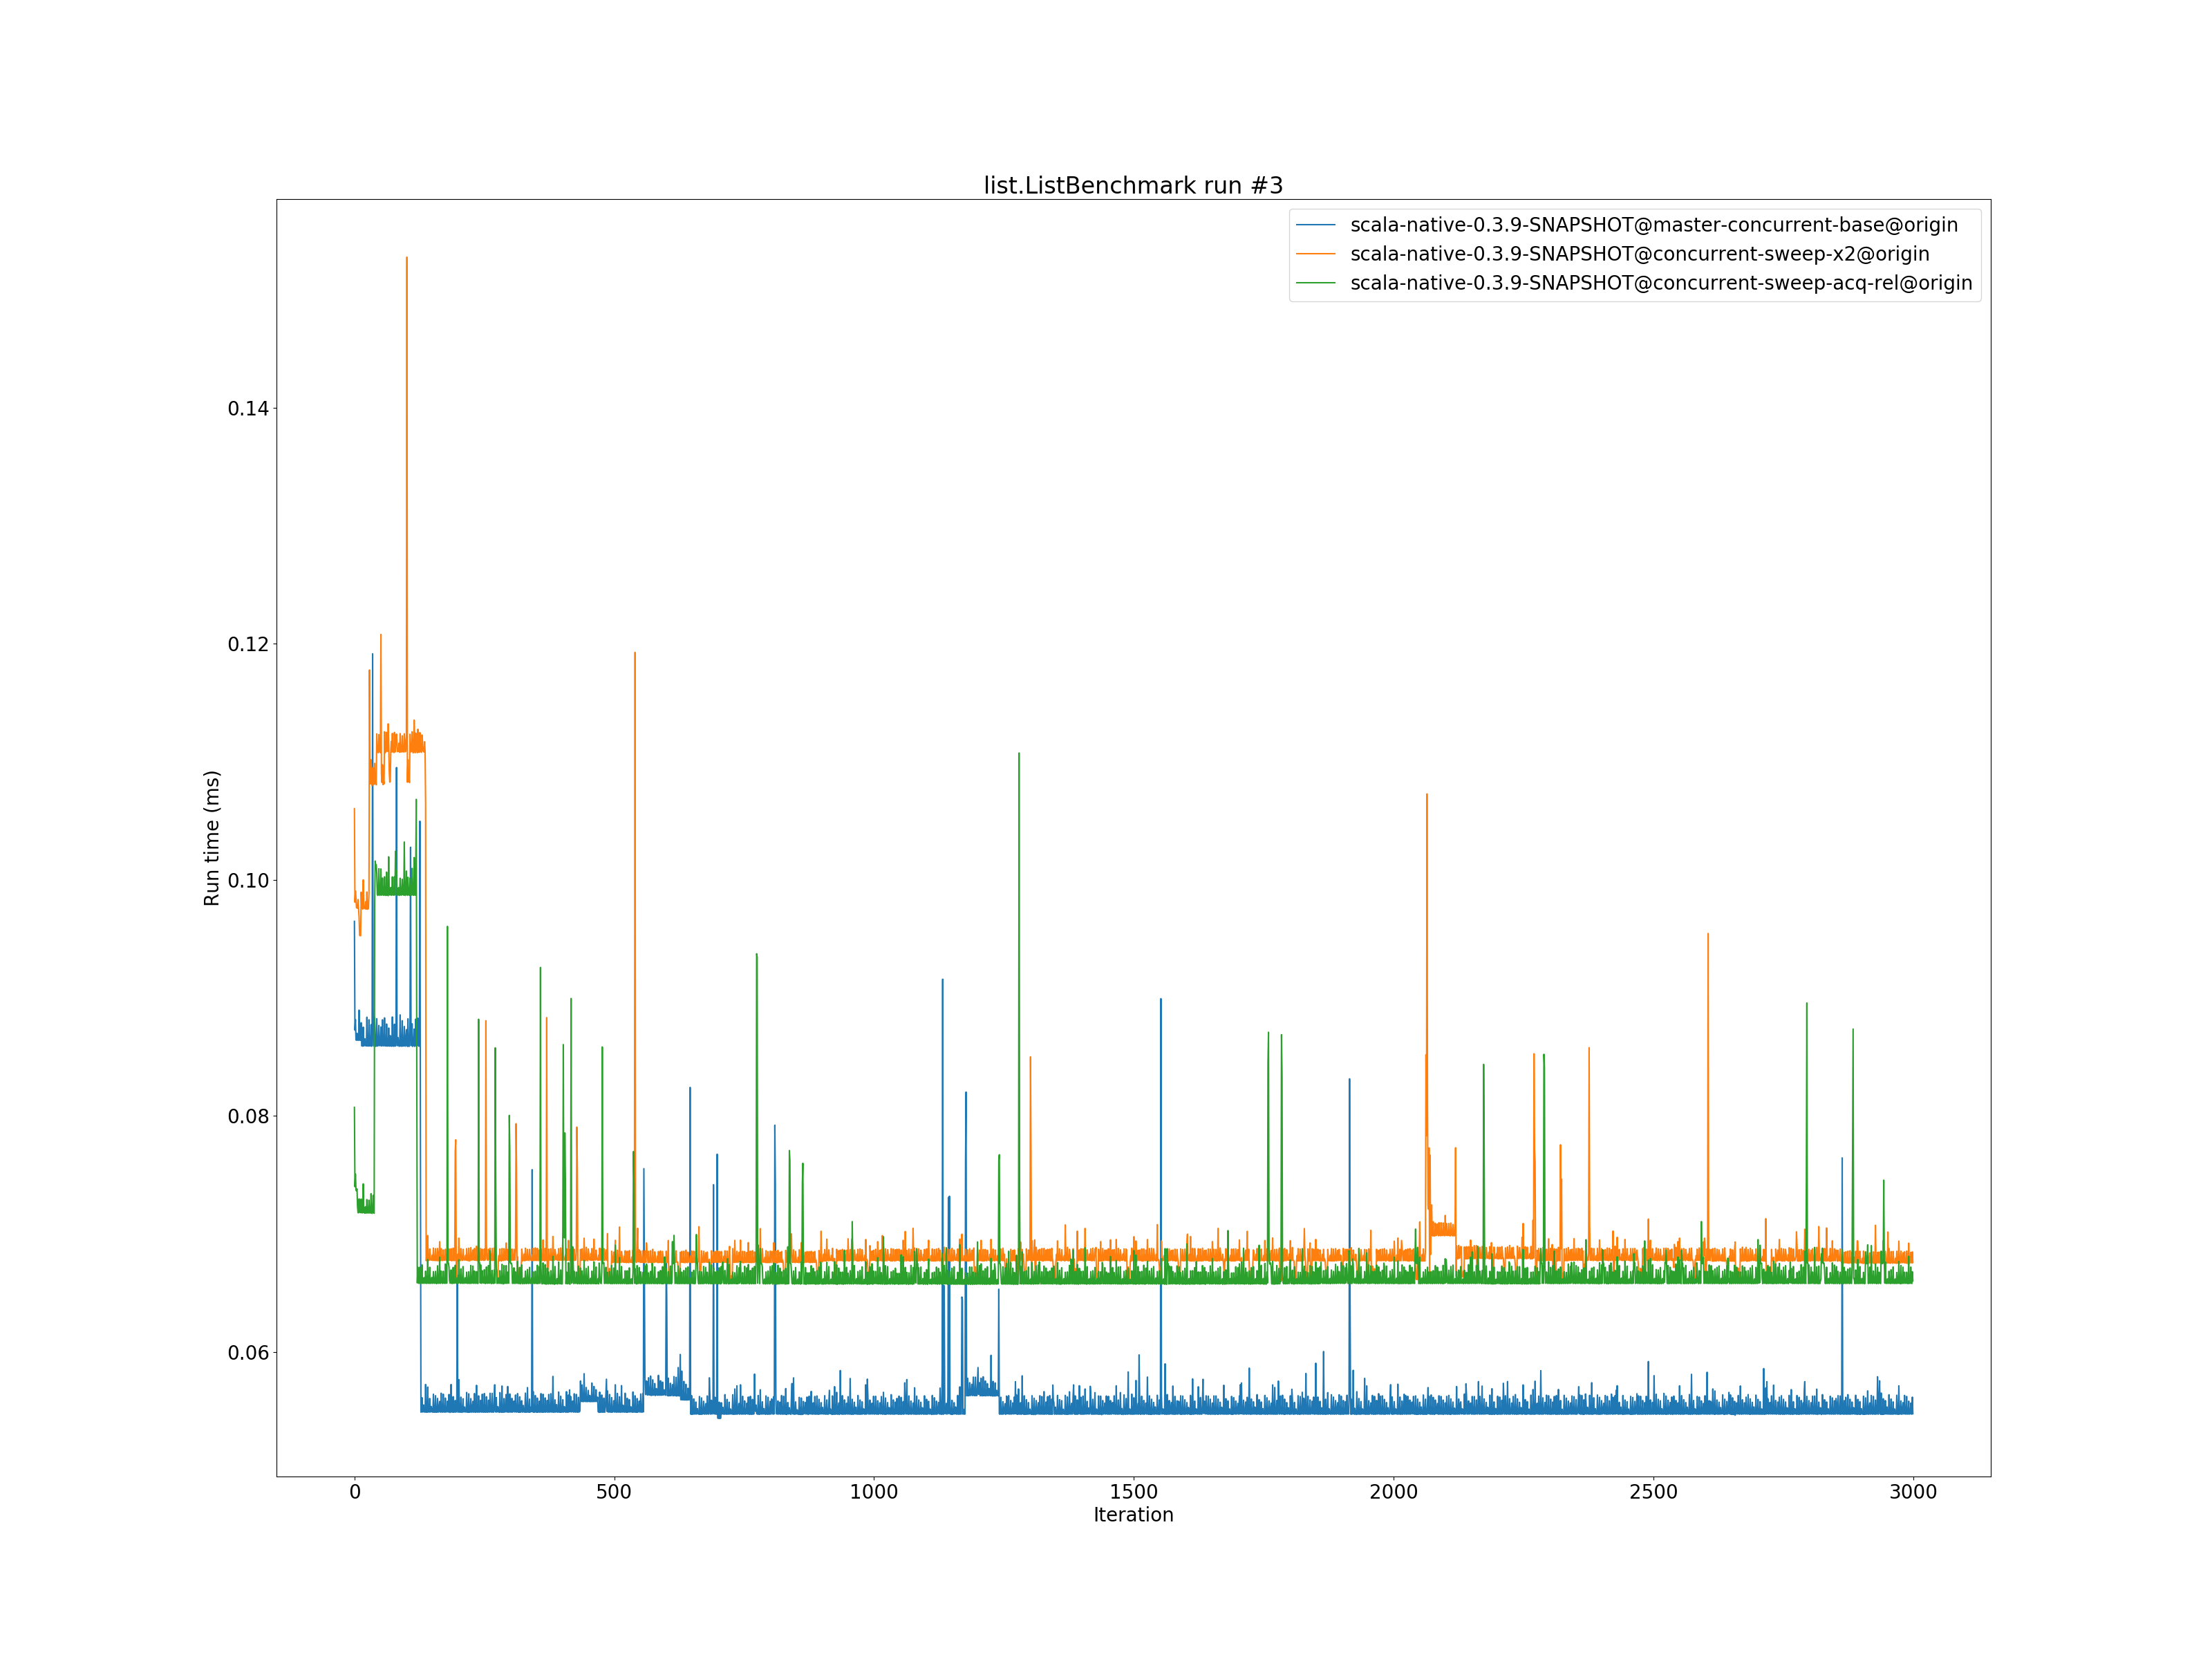 list.ListBenchmark run #3
scala-native-0.3.9-SNAPSHOT@master-concurrent-base@origin
scala-native-0.3.9-SNAPSHOT@concurrent-sweep-x2@origin
scala-native-0.3.9-SNAPSHOT@concurrent-sweep-acq-rel@origin
0.14
0.12
0.10
0.08
0.06
Run time (ms)
0
500
1000
1500
2000
2500
3000
Iteration